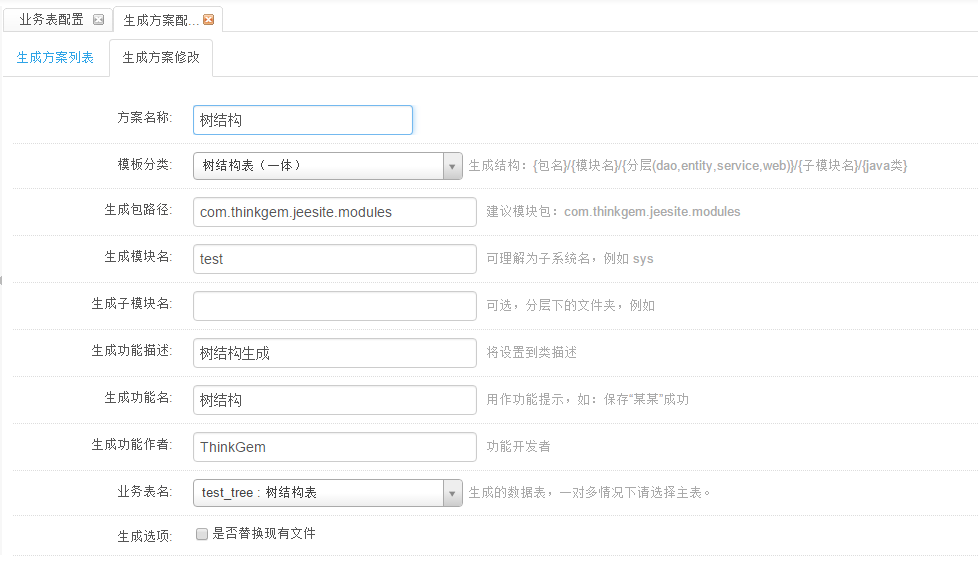 业务表配置 生成方案配...
生成方案列表 生成方案修改
方案名称: 树结构
模板分类: 树结构表（一体） 生成结构：{包名}/{模块名}/{分层(dao,entity,service,web)}/{子模块名}/{java类}
生成包路径: com.thinkgem.jeesite.modules 建议模块包：com.thinkgem.jeesite.modules
生成模块名: test 可理解为子系统名，例如 sys
生成子模块名: 可选，分层下的文件夹，例如
生成功能描述: 树结构生成 将设置到类描述
生成功能名: 树结构 用作功能提示，如：保存“某某”成功
生成功能作者: ThinkGem 功能开发者
业务表名: test_tree : 树结构表 生成的数据表，一对多情况下请选择主表。
生成选项: 是否替换现有文件